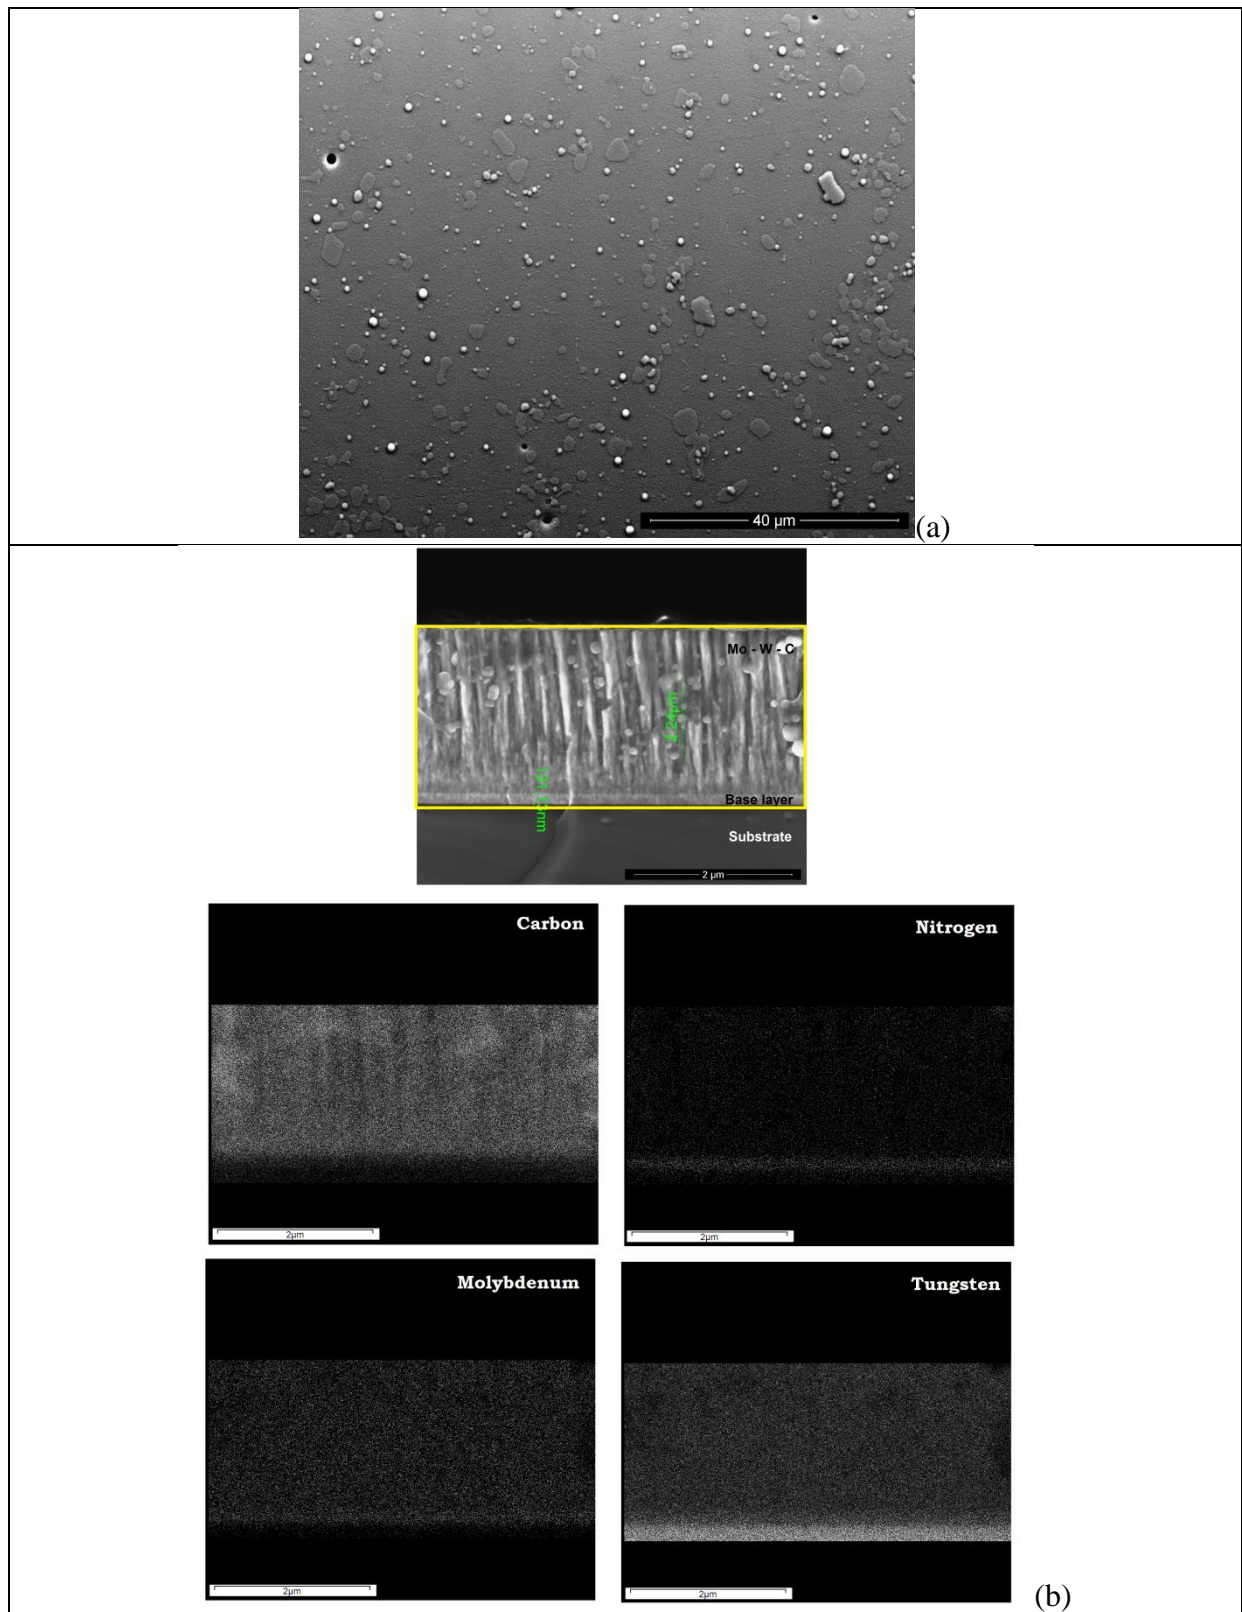 40 µm
(a)
Mo - W - C
2.24µm
Base layer
Substrate
2 µm
Carbon
Nitrogen
2µm
2µm
Molybdenum
Tungsten
2µm
2µm
(b)